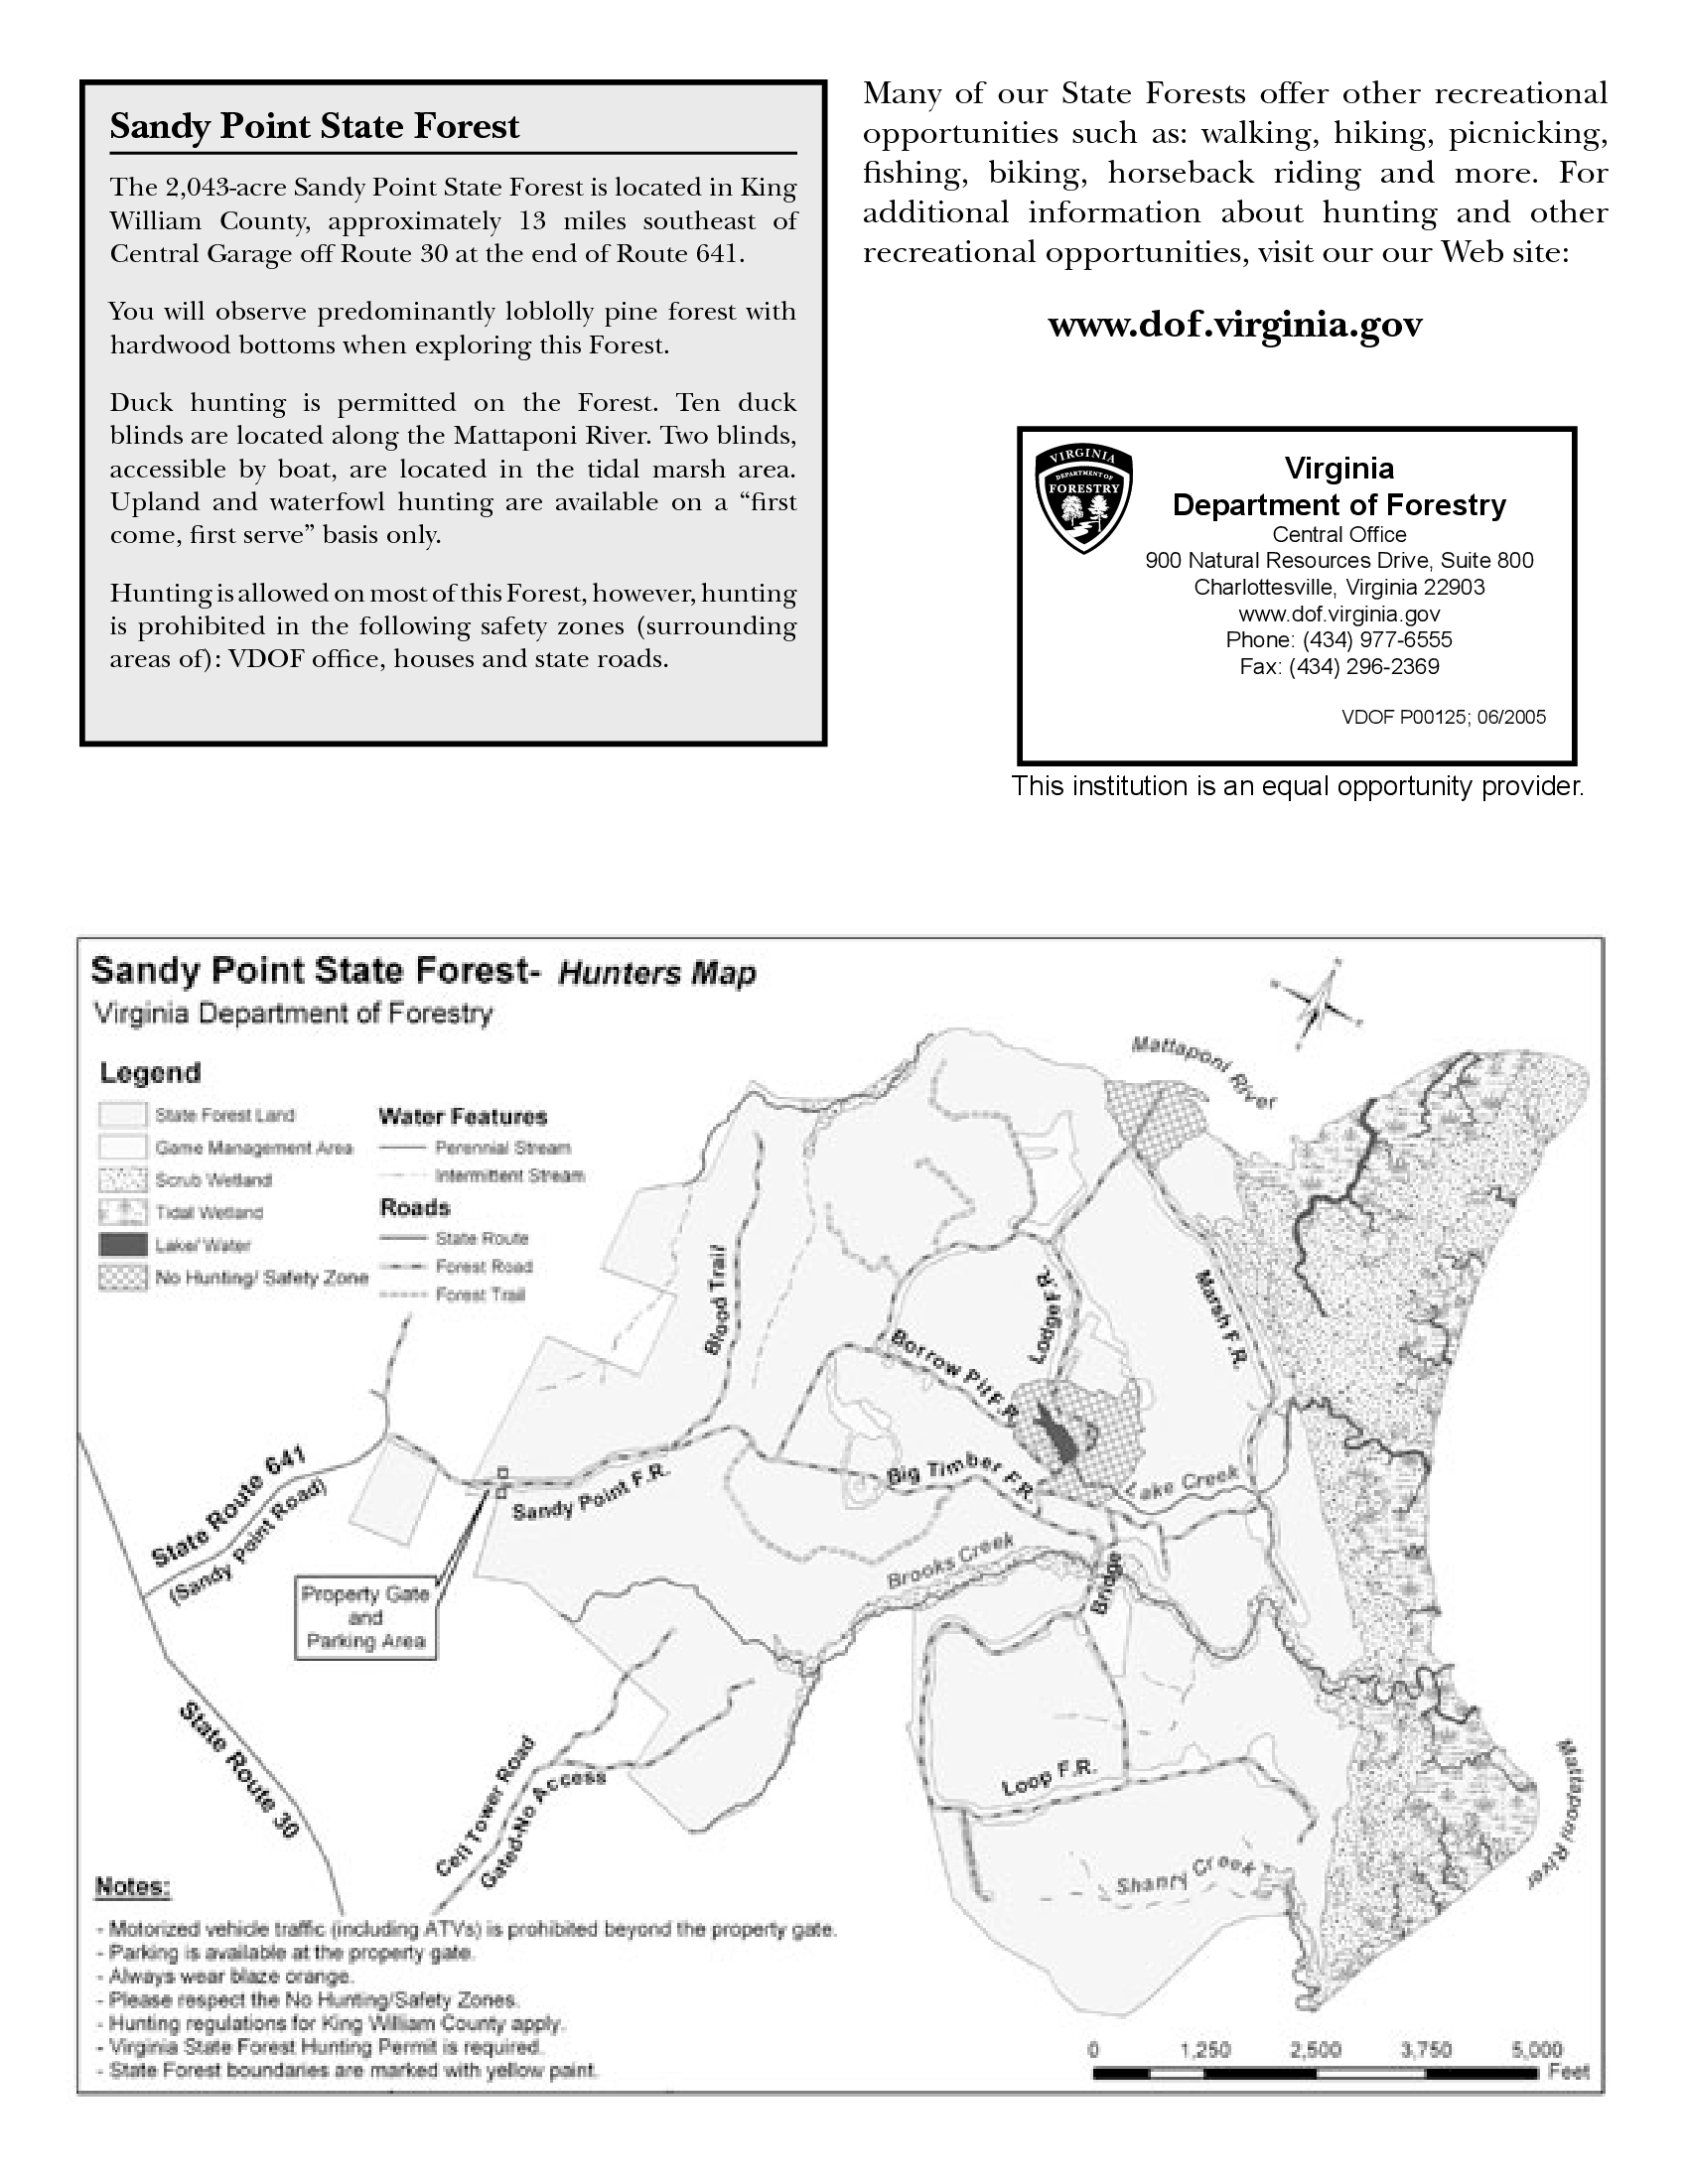 Sandy Point State Forest
The 2,043-acre Sandy Point State Forest is located in King
William County, approximately 13 miles southeast of
Central Garage off Route 30 at the end of Route 641.
You will observe predominantly loblolly pine forest with
hardwood bottoms when exploring this Forest.
Duck hunting is permitted on the Forest. Ten duck
blinds are located along the Mattaponi River. Two blinds,
accessible by boat, are located in the tidal marsh area.
Upland and waterfowl hunting are available on a “first
come, first serve” basis only.
Hunting is allowed on most of this Forest, however, hunting
is prohibited in the following safety zones (surrounding
areas of): VDOF office, houses and state roads.
Many of our State Forests offer other recreational
opportunities such as: walking, hiking, picnicking,
fishing, biking, horseback riding and more. For
additional information about hunting and other
recreational opportunities, visit our our Web site:
www.dof.virginia.gov
VIRGINIA
DEPARTMENT OF
FORESTRY
Virginia
Department of Forestry
Central Office
900 Natural Resources Drive, Suite 800
Charlottesville, Virginia 22903
www.dof.virginia.gov
Phone: (434) 977-6555
Fax: (434) 296-2369
VDOF P00125; 06/2005
This institution is an equal opportunity provider.
Sandy Point State Forest- Hunters Map
Virginia Department of Forestry
Legend
State Forest Land
Game Management Area
Scrub Wetland
Tidal Wetland
Lake/ Water
No Hunting/ Safety Zone
Water Features
Perennial Stream
Intermittent Stream
Roads
State Route
Forest Road
Forest Trail
Mattaponi River
Blood Trail
Lodge F.R.
Marsh F.R.
Borrow Pit F.R.
Big Timber F.R.
Lake Creek
Sandy Point F.R.
State Route 641
(Sandy Point Road)
Brooks Creek
Bridge
Property Gate
and
Parking Area
State Route 30
Cell Tower Road
Gated-No Access
Loop F.R.
Mattaponi River
Creek
Notes:
- Motorized vehicle traffic (including ATVs) is prohibited beyond the property gate.
- Parking is available at the property gate.
- Always wear blaze orange.
- Please respect the No Hunting/Safety Zones.
- Hunting regulations for King William County apply.
- Virginia State Forest Hunting Permit is required.
- State Forest boundaries are marked with yellow paint.
0 1,250 2,500 3,750 5,000
Feet